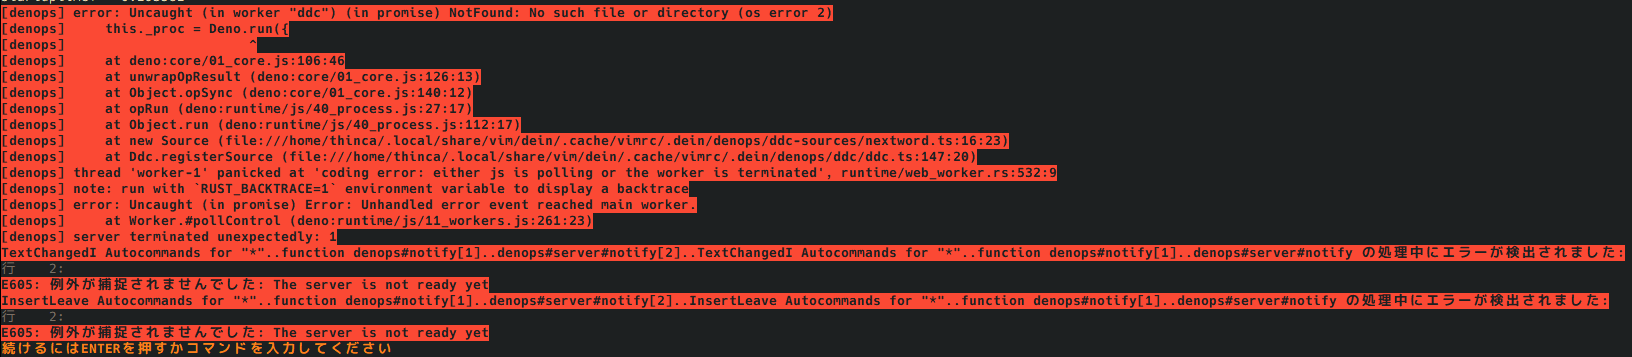 [denops] error: Uncaught (in worker "ddc") (in promise) NotFound: No such file or directory (os error 2)
[denops]     this._proc = Deno.run({
[denops]                       ^
[denops]     at deno:core/01_core.js:106:46
[denops]     at unwrapOpResult (deno:core/01_core.js:126:13)
[denops]     at Object.opSync (deno:core/01_core.js:140:12)
[denops]     at opRun (deno:runtime/js/40_process.js:27:17)
[denops]     at Object.run (deno:runtime/js/40_process.js:112:17)
[denops]     at new Source (file:///home/thinca/.local/share/vim/dein/.cache/vimrc/.dein/denops/ddc-sources/nextword.ts:16:23)
[denops]     at Ddc.registerSource (file:///home/thinca/.local/share/vim/dein/.cache/vimrc/.dein/denops/ddc/ddc.ts:147:20)
[denops] thread 'worker-1' panicked at 'coding error: either js is polling or the worker is terminated', runtime/web_worker.rs:532:9
[denops] note: run with `RUST_BACKTRACE=1` environment variable to display a backtrace
[denops] error: Uncaught (in promise) Error: Unhandled error event reached main worker.
[denops]     at Worker.#pollControl (deno:runtime/js/11_workers.js:261:23)
[denops] server terminated unexpectedly: 1
TextChangedI Autocommands for "*"..function denops#notify[1]..denops#server#notify[2]..TextChangedI Autocommands for "*"..function denops#notify[1]..denops#server#notify の処理中にエラーが検出されました:
行    2:
E605: 例外が捕捉されませんでした: The server is not ready yet
InsertLeave Autocommands for "*"..function denops#notify[1]..denops#server#notify[2]..InsertLeave Autocommands for "*"..function denops#notify[1]..denops#server#notify の処理中にエラーが検出されました:
行    2:
E605: 例外が捕捉されませんでした: The server is not ready yet
続けるにはENTERを押すかコマンドを入力してください